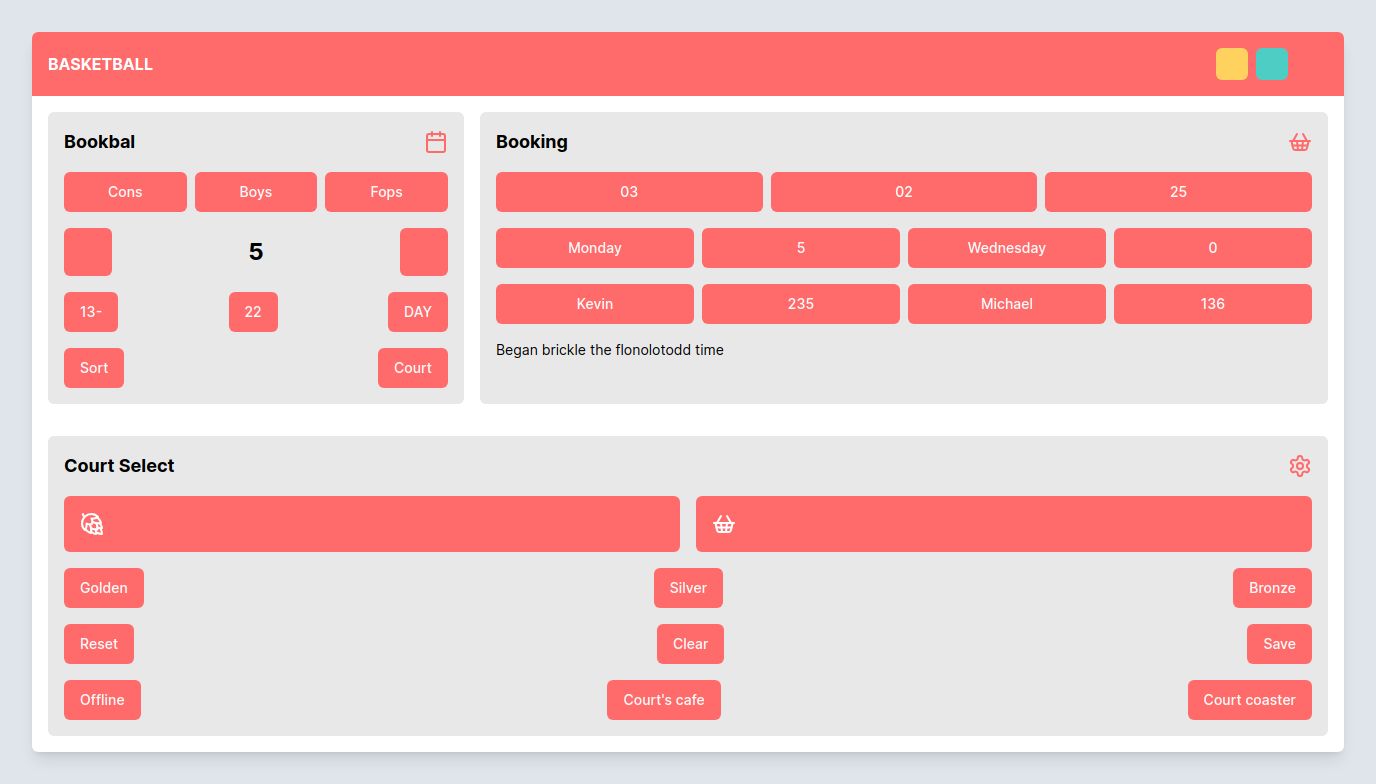 BASKETBALL
Bookbal
Cons Boys Fops
5
13- 22 DAY
Sort Court
Booking
03 02 25
Monday 5 Wednesday 0
Kevin 235 Michael 136
Began brickle the flonolotodd time
Court Select
Golden Silver Bronze
Reset Clear Save
Offline Court's cafe Court coaster